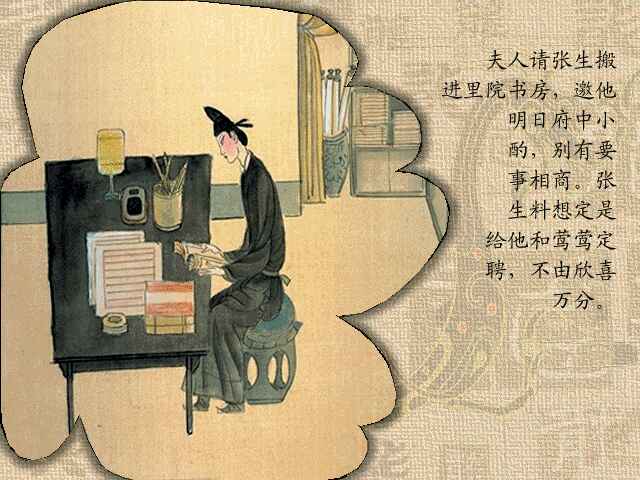 夫人请张生搬
进里院书房，邀他
明日府中小
酌，别有要
事相商。张
生料想定是
给他和莺莺定
聘，不由欣喜
万分。